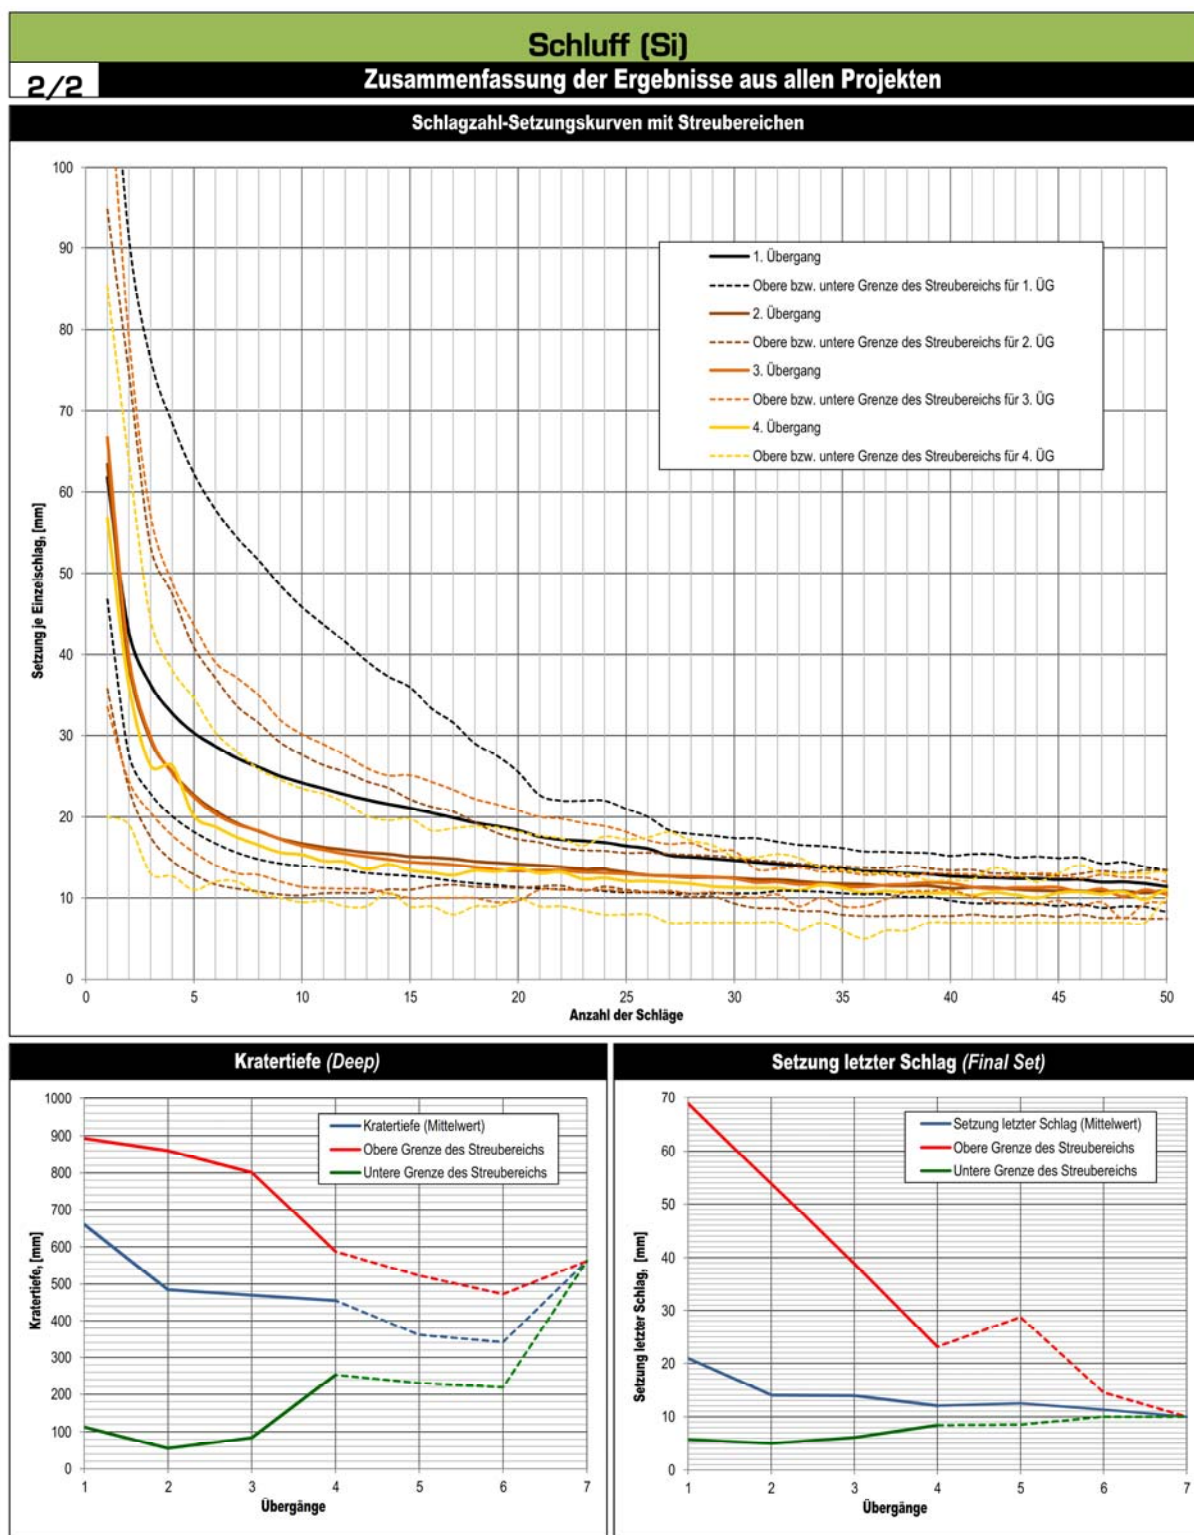 Schluff (Si)
2/2
Zusammenfassung der Ergebnisse aus allen Projekten
Schlagzahl-Setzungskurven mit Streubereichen
100
90
80
70
60
50
40
30
20
10
0
Setzung je Einzelschlag, [mm]
1. Übergang
Obere bzw. untere Grenze des Streubereichs für 1. ÜG
2. Übergang
Obere bzw. untere Grenze des Streubereichs für 2. ÜG
3. Übergang
Obere bzw. untere Grenze des Streubereichs für 3. ÜG
4. Übergang
Obere bzw. untere Grenze des Streubereichs für 4. ÜG
0 5 10 15 20 25 30 35 40 45 50
Anzahl der Schläge
Kratertiefe (Deep)
1000
900
800
700
600
500
400
300
200
100
0
Kratertiefe, [mm]
Kratertiefe (Mittelwert)
Obere Grenze des Streubereichs
Untere Grenze des Streubereichs
1 2 3 4 5 6 7
Übergänge
Setzung letzter Schlag (Final Set)
70
60
50
40
30
20
10
0
Setzung letzter Schlag, [mm]
Setzung letzter Schlag (Mittelwert)
Obere Grenze des Streubereichs
Untere Grenze des Streubereichs
1 2 3 4 5 6 7
Übergänge